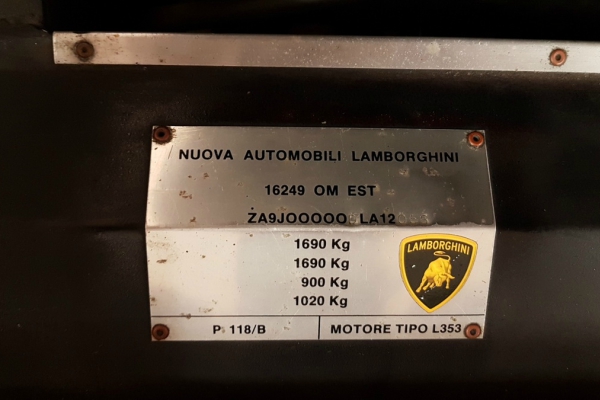 NUOVA AUTOMOBILI LAMBORGHINI
16249 OM EST
ZA9J00000 LA12
1690 Kg
1690 Kg
900 Kg
1020 Kg
LAMBORGHINI
P 118/B
MOTORE TIPO L353